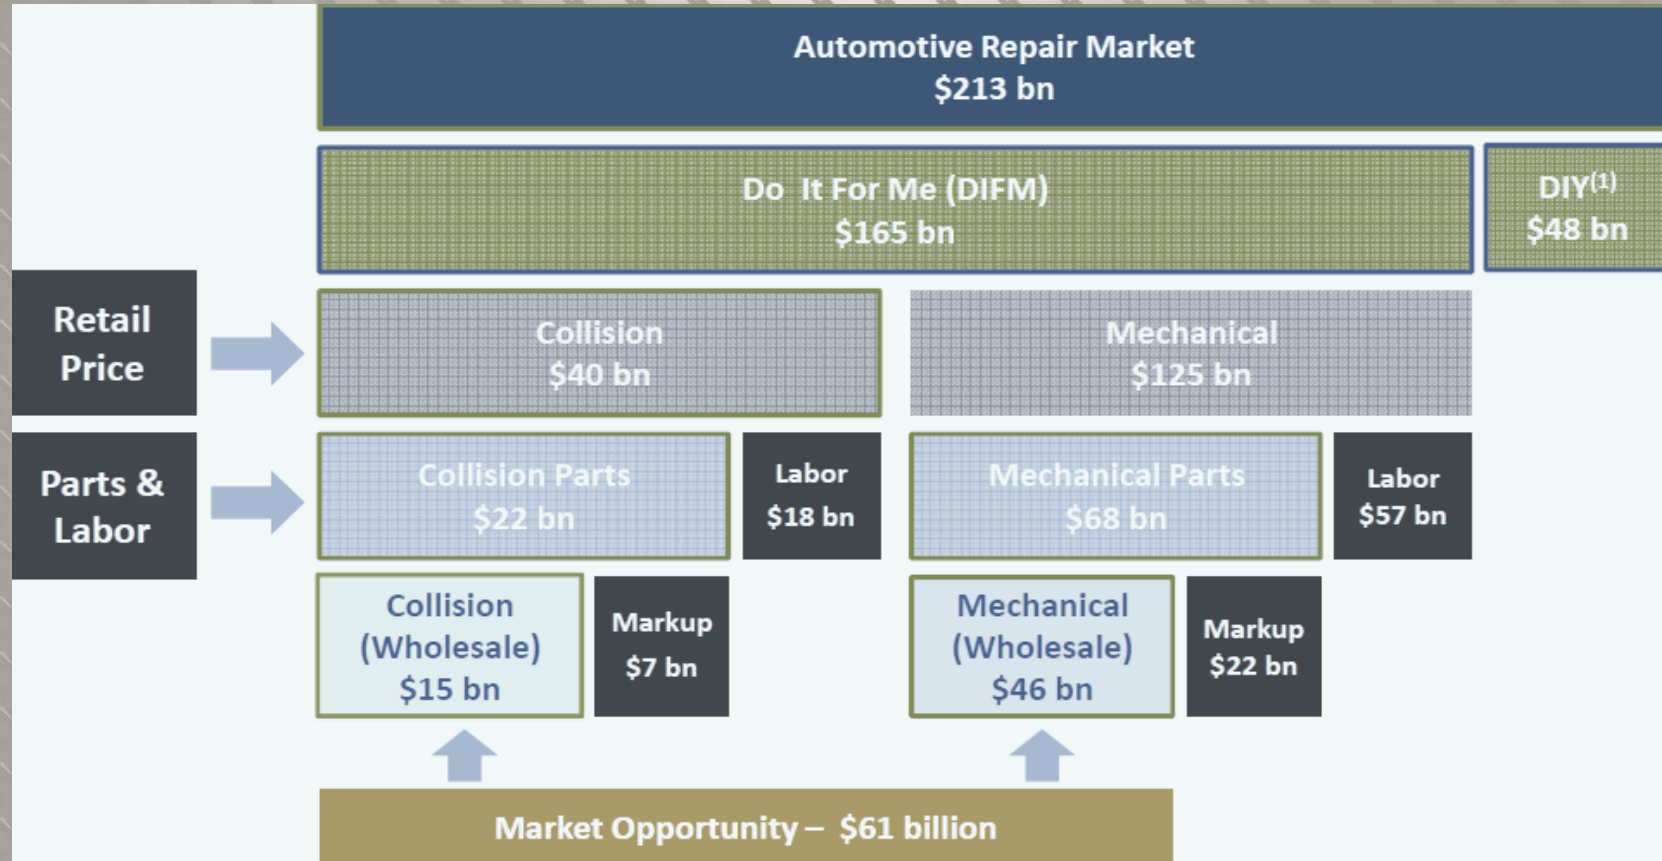 Automotive Repair Market
$213 bn
Do It For Me (DIFM)
$165 bn
DIY(1)
$48 bn
Retail
Price
Collision
$40 bn
Mechanical
$125 bn
Parts &
Labor
Collision Parts
$22 bn
Labor
$18 bn
Mechanical Parts
$68 bn
Labor
$57 bn
Collision
(Wholesale)
$15 bn
Markup
$7 bn
Mechanical
(Wholesale)
$46 bn
Markup
$22 bn
Market Opportunity – $61 billion